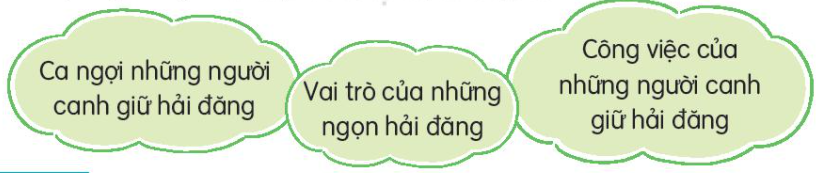 Ca ngợi những người
canh giữ hải đăng
Vai trò của những
ngọn hải đăng
Công việc của
những người canh
giữ hải đăng